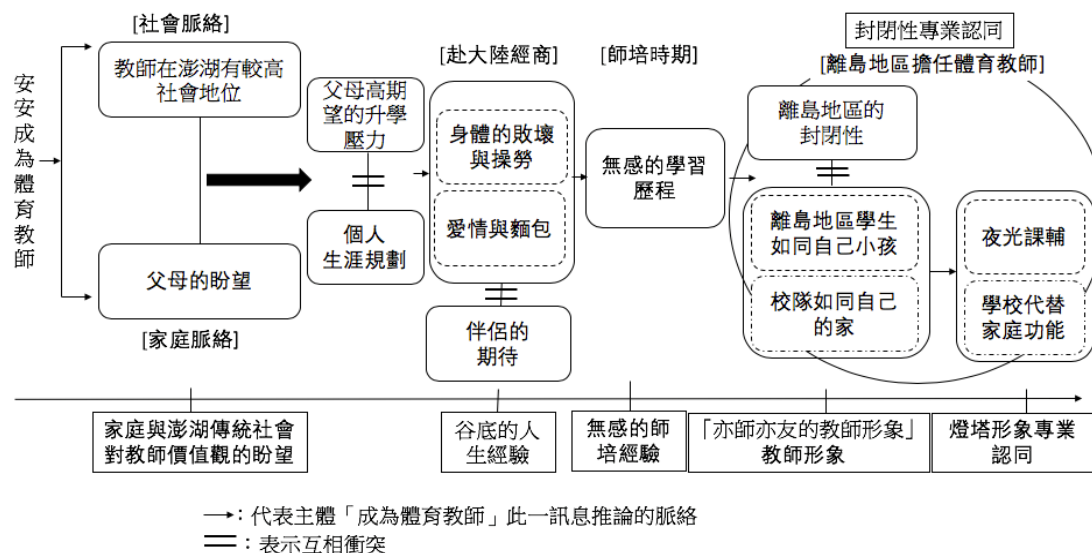 安安成為體育教師
[社會脈絡]
教師在澎湖有較高
社會地位
父母的盼望
[家庭脈絡]
父母高期
望的升學
壓力
個人
生涯規劃
[赴大陸經商]
身體的敗壞
與操勞
愛情與麵包
伴侶的
期待
[師培時期]
無感的學習
歷程
封閉性專業認同
[離島地區擔任體育教師]
離島地區的
封閉性
離島地區學生
如同自己小孩
校隊如同自己
的家
夜光課輔
學校代替
家庭功能
家庭與澎湖傳統社會
對教師價值觀的盼望
谷底的人
生經驗
無感的師
培經驗
「亦師亦友的教師形象」
教師形象
燈塔形象專業
認同
：代表主體「成為體育教師」此一訊息推論的脈絡
：表示互相衝突